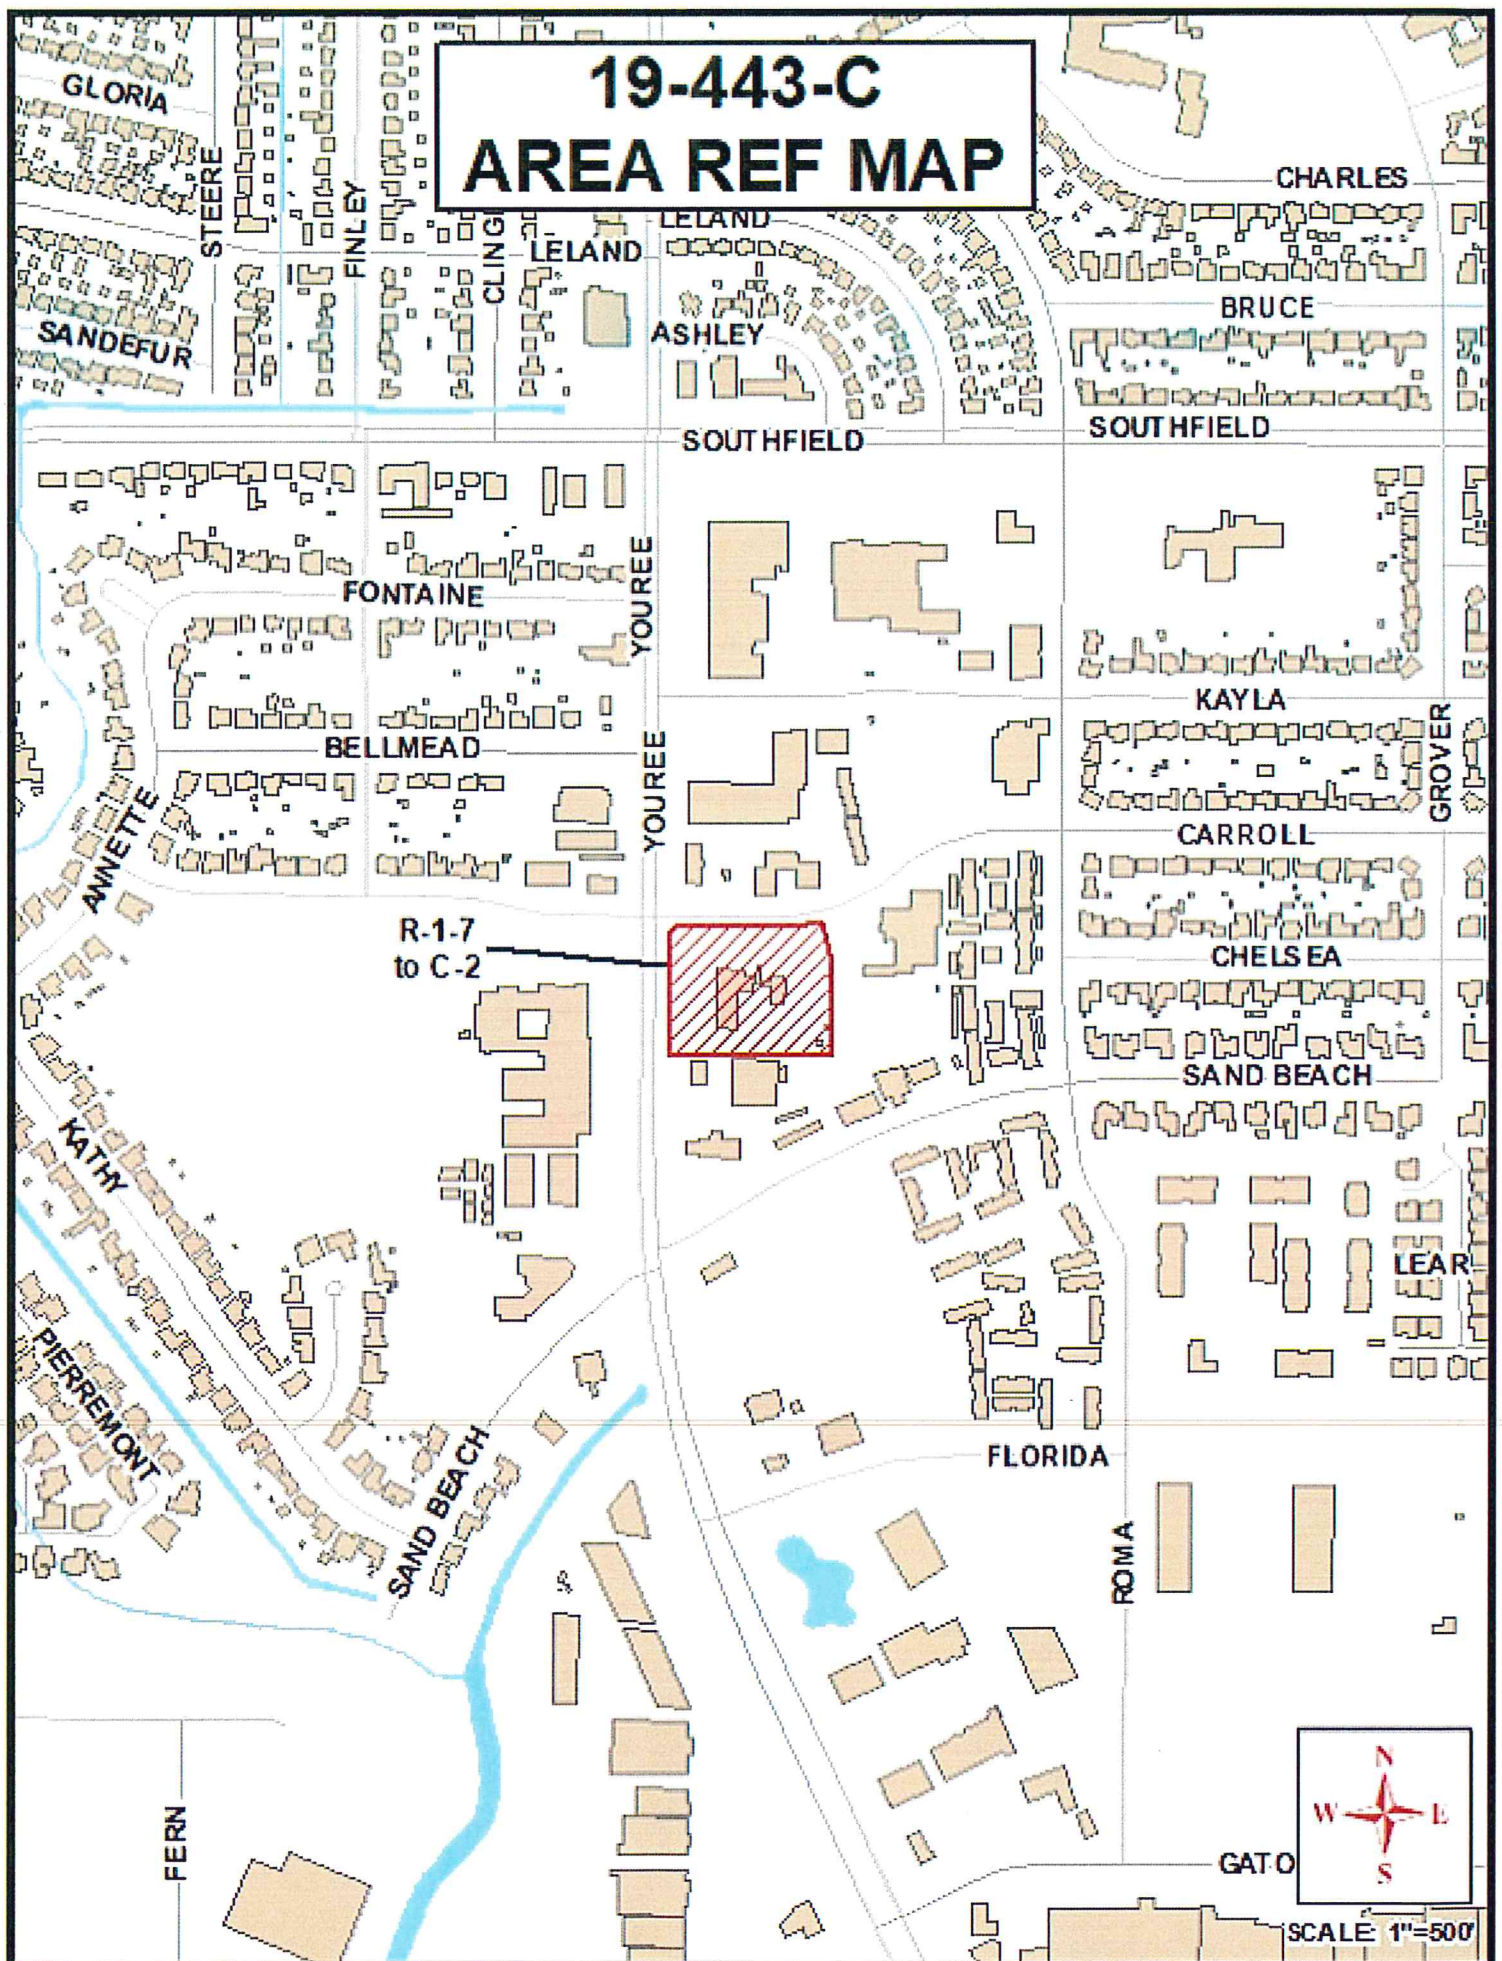 19-443-C
AREA REF MAP
GLORIA
STEERE
FINLEY
CLING
LELAND
LELAND
CHARLES
BRUCE
SANDEFUR
ASHLEY
SOUTHFIELD
SOUTHFIELD
FONTAINE
YOUREE
KAYLA
BELLMEAD
YOUREE
GROVER
ANNETTE
CARROLL
R-1-7
to C-2
CHELSEA
SAND BEACH
KATHY
LEAR
PIERREMONT
SAND BEACH
FLORIDA
ROMA
FERN
GATO
N
W E
S
SCALE: 1"=500'